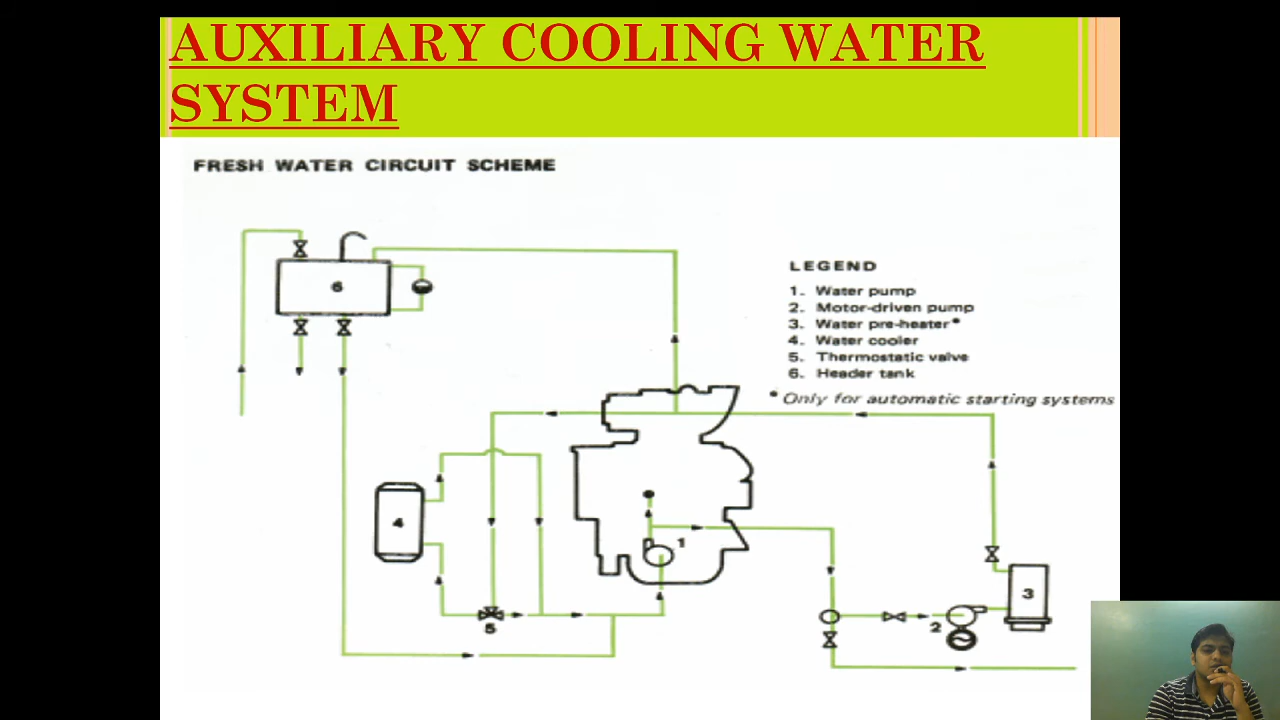 AUXILIARY COOLING WATER
SYSTEM
FRESH WATER CIRCUIT SCHEME
LEGEND
1. Water pump
2. Motor-driven pump
3. Water pre-heater*
4. Water cooler
5. Thermostatic valve
6. Header tank
* Only for automatic starting systems
6
4
1
5
2
3